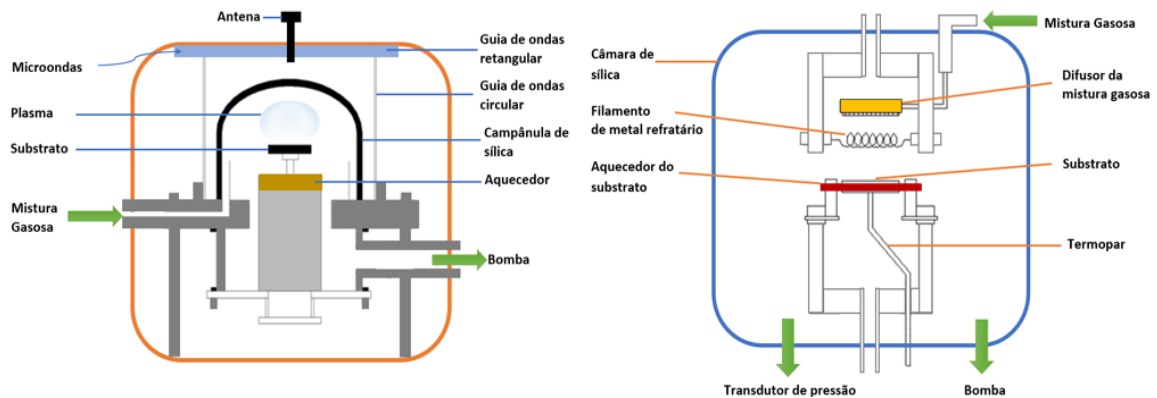 Antena
Guia de ondas
retangular
Microondas
Guia de ondas
circular
Plasma
Campânula de
sílica
Substrato
Aquecedor
Mistura
Gasosa
Bomba
Mistura Gasosa
Câmara de
sílica
Difusor da
mistura gasosa
Filamento
de metal refratário
Aquecedor do
substrato
Substrato
Termopar
Transdutor de pressão
Bomba